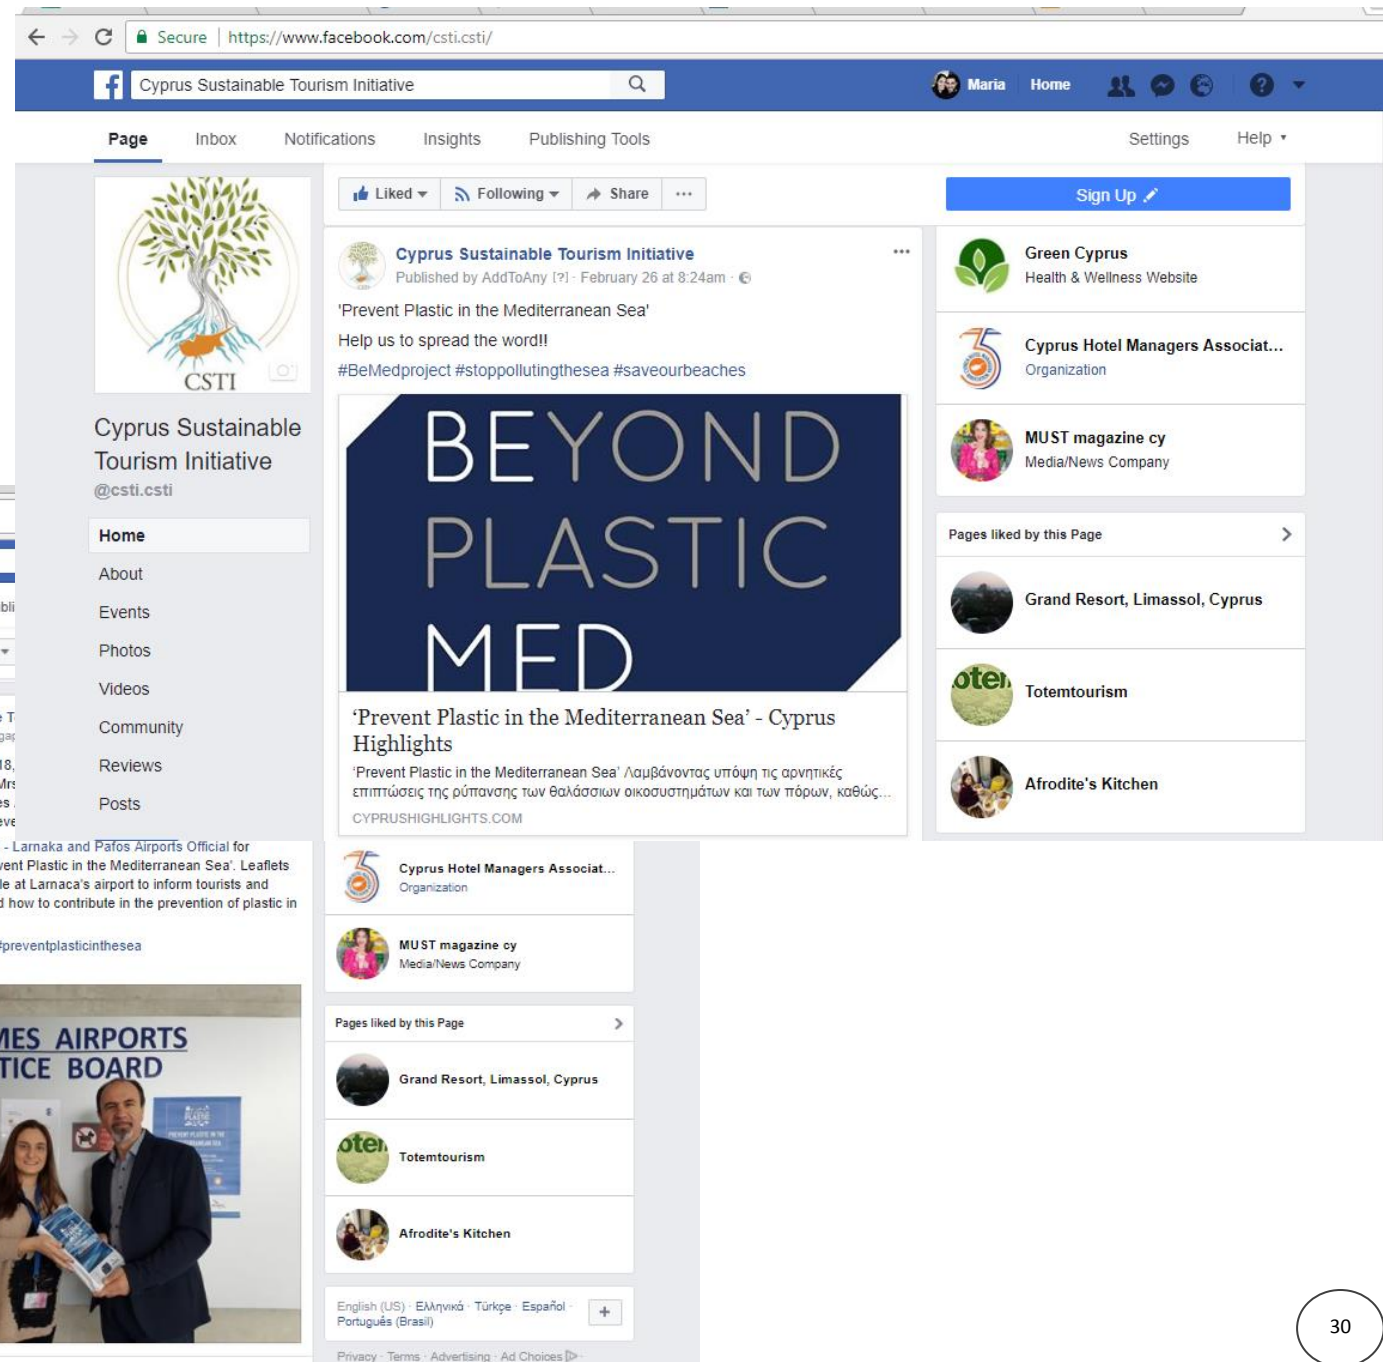 Secure | https://www.facebook.com/csti.csti/
Cyprus Sustainable Tourism Initiative
Maria Home
Page Inbox Notifications Insights Publishing Tools Settings Help
CSTI
Cyprus Sustainable
Tourism Initiative
@csti.csti
Home
About
Events
Photos
Videos
Community
Reviews
Posts
Liked Following Share ...
Sign Up
Cyprus Sustainable Tourism Initiative
Published by AddToAny [?] · February 26 at 8:24am ·
'Prevent Plastic in the Mediterranean Sea'
Help us to spread the word!!
#BeMedproject #stoppollutingthesea #saveourbeaches
BEYOND
PLASTIC
MED
‘Prevent Plastic in the Mediterranean Sea’ - Cyprus
Highlights
‘Prevent Plastic in the Mediterranean Sea’ Λαμβάνοντας υπόψη τις αρνητικές
επιπτώσεις της ρύπανσης των θαλάσσιων οικοσυστημάτων και των πόρων, καθώς...
CYPRUSHIGHLIGHTS.COM
Green Cyprus
Health & Wellness Website
Cyprus Hotel Managers Associat...
Organization
MUST magazine cy
Media/News Company
Pages liked by this Page
Grand Resort, Limassol, Cyprus
oten
Totemtourism
Afrodite's Kitchen
- Larnaka and Pafos Airports Official for
vent Plastic in the Mediterranean Sea'. Leaflets
le at Larnaca's airport to inform tourists and
d how to contribute in the prevention of plastic in
#preventplasticinthesea
MES AIRPORTS
TICE BOARD
Cyprus Hotel Managers Associat...
Organization
MUST magazine cy
Media/News Company
Pages liked by this Page
Grand Resort, Limassol, Cyprus
oten
Totemtourism
Afrodite's Kitchen
English (US) · Ελληνικά · Türkçe · Español ·
Português (Brasil)
+
Privacy · Terms · Advertising · Ad Choices ·
30